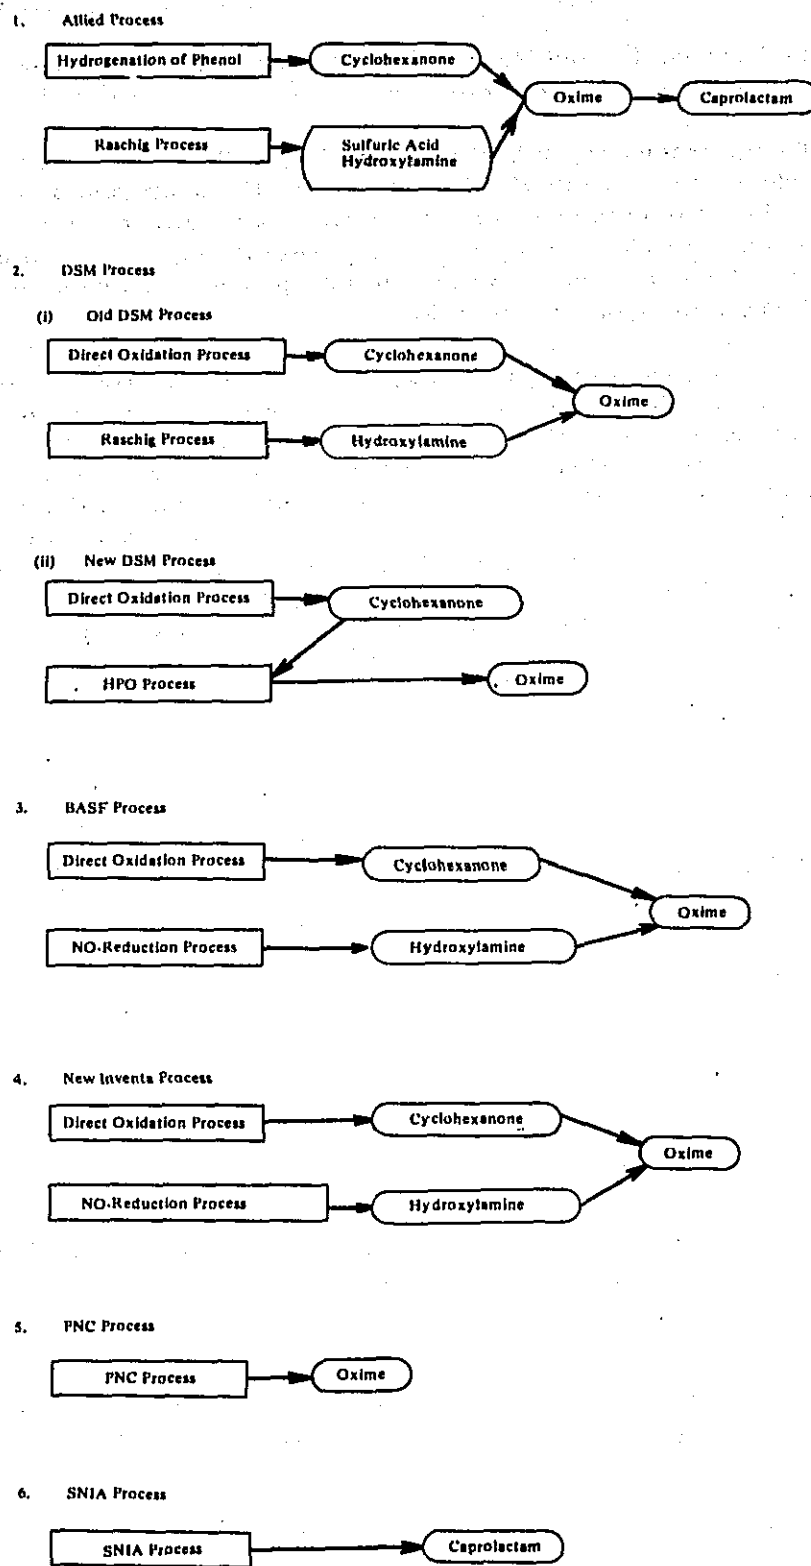 1. Allied Process
Hydrogenation of Phenol
Cyclohexanone
Oxime
Caprolactam
Raschig Process
Sulfuric Acid
Hydroxylamine
2. DSM Process
(i) Old DSM Process
Direct Oxidation Process
Cyclohexanone
Oxime
Raschig Process
Hydroxylamine
(ii) New DSM Process
Direct Oxidation Process
Cyclohexanone
HPO Process
Oxime
3. BASF Process
Direct Oxidation Process
Cyclohexanone
Oxime
NO-Reduction Process
Hydroxylamine
4. New Inventa Process
Direct Oxidation Process
Cyclohexanone
Oxime
NO-Reduction Process
Hydroxylamine
5. PNC Process
PNC Process
Oxime
6. SNIA Process
SNIA Process
Caprolactam